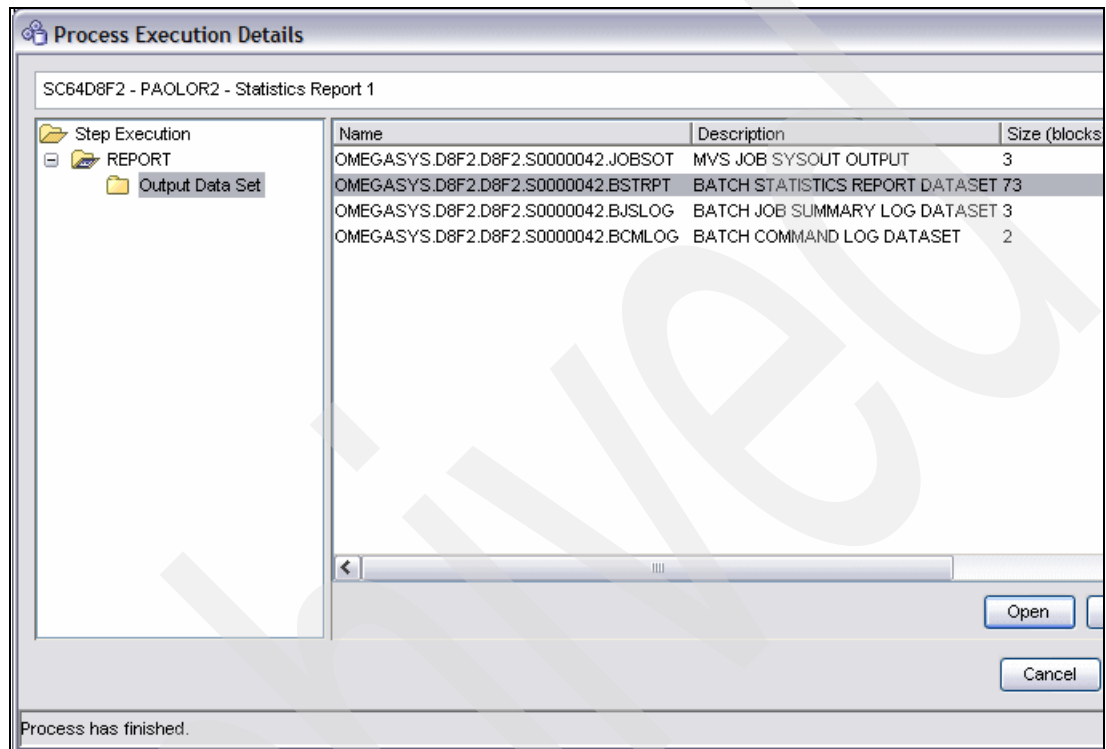 Process Execution Details
SC64D8F2 - PAOLOR2 - Statistics Report 1
Step Execution
REPORT
Output Data Set
Name Description Size (blocks
OMEGASYS.D8F2.D8F2.S0000042.JOBSOT MVS JOB SYSOUT OUTPUT 3
OMEGASYS.D8F2.D8F2.S0000042.BSTRPT BATCH STATISTICS REPORT DATASET 73
OMEGASYS.D8F2.D8F2.S0000042.BJSLOG BATCH JOB SUMMARY LOG DATASET 3
OMEGASYS.D8F2.D8F2.S0000042.BCMLOG BATCH COMMAND LOG DATASET 2
Open
Cancel
Process has finished.